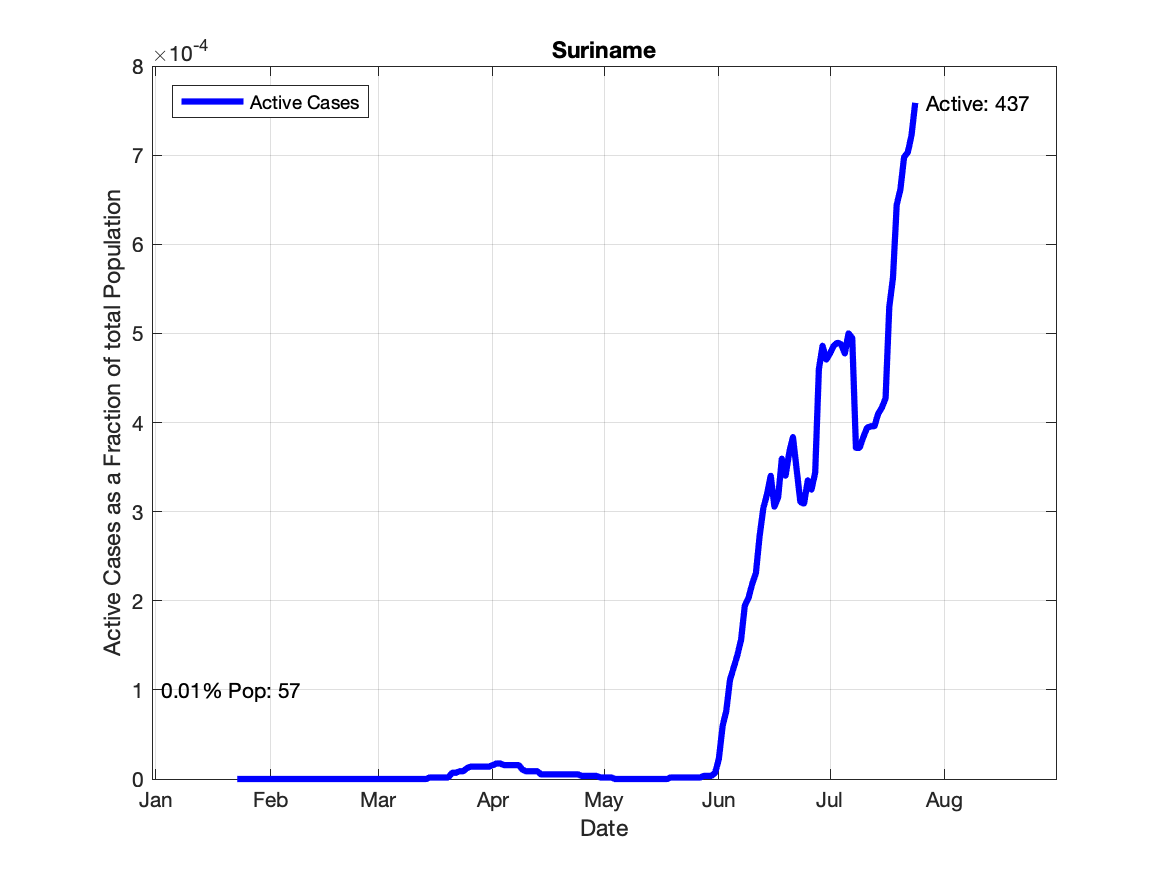 Suriname
×10^-4
8
7
6
5
4
3
2
1
0
Active Cases as a Fraction of total Population
Active Cases
Active: 437
0.01% Pop: 57
Jan Feb Mar Apr May Jun Jul Aug
Date